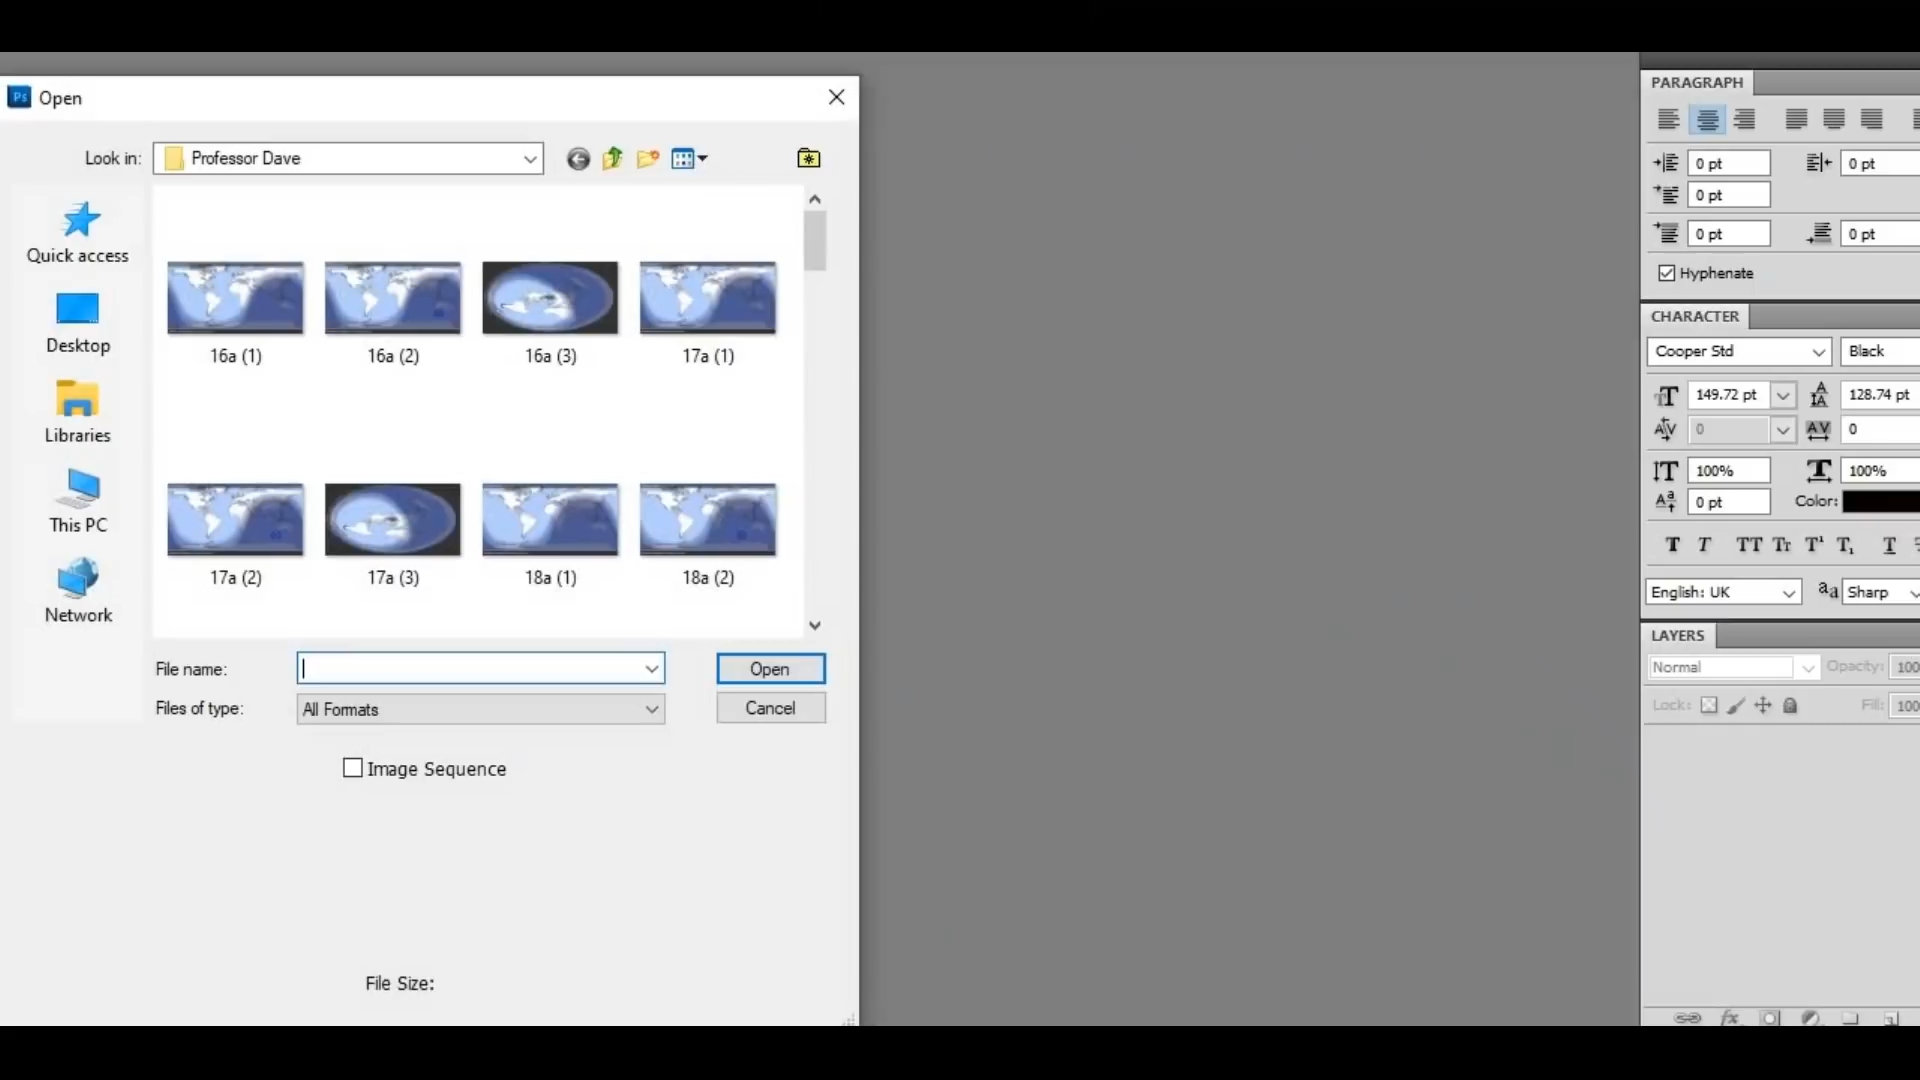 Ps Open
Look in: Professor Dave
Quick access
Desktop
Libraries
This PC
Network
16a (1) 16a (2) 16a (3) 17a (1)
17a (2) 17a (3) 18a (1) 18a (2)
File name: Open
Files of type: All Formats Cancel
Image Sequence
File Size:
PARAGRAPH
0 pt 0 pt
0 pt
0 pt 0 pt
Hyphenate
CHARACTER
Cooper Std Black
149.72 pt 128.74 pt
0 0
100% 100%
0 pt Color:
English: UK Sharp
LAYERS
Normal Opacity: 100
Lock: Fill: 100